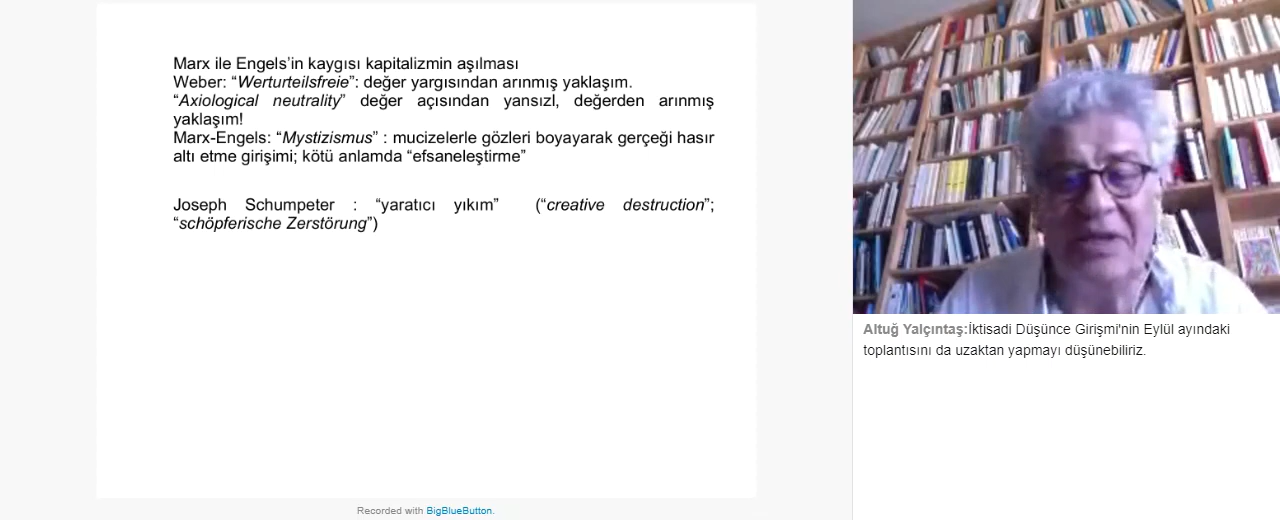 Marx ile Engels’in kaygısı kapitalizmin aşılması
Weber: “Werturteilsfreie”: değer yargısından arınmış yaklaşım.
“Axiological neutrality” değer açısından yansızl, değerden arınmış
yaklaşım!
Marx-Engels: “Mystizismus” : mucizelerle gözleri boyayarak gerçeği hasır
altı etme girişimi; kötü anlamda “efsaneleştirme”
Joseph Schumpeter : “yaratıcı yıkım” (“creative destruction”;
“schöpferische Zerstörung”)
Recorded with BigBlueButton.
Altuğ Yalçıntaş:İktisadi Düşünce Girişmi'nin Eylül ayındaki
toplantısını da uzaktan yapmayı düşünebiliriz.